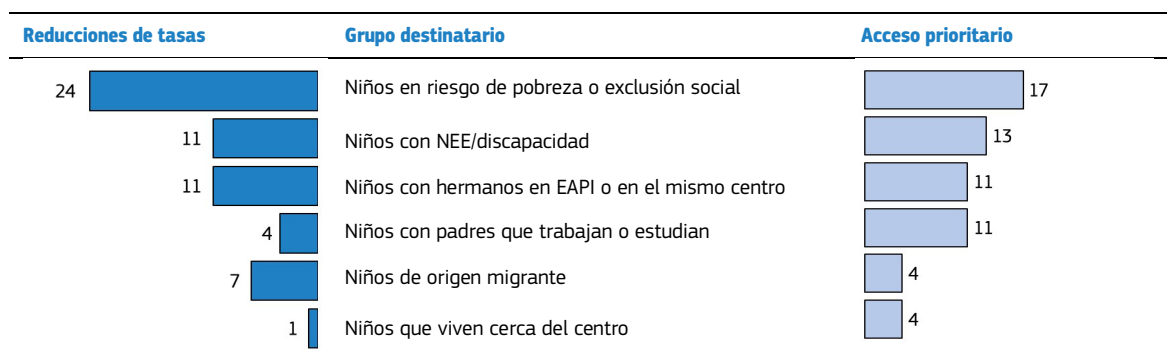 Reducciones de tasas Grupo destinatario Acceso prioritario
24 Niños en riesgo de pobreza o exclusión social 17
11 Niños con NEE/discapacidad 13
11 Niños con hermanos en EAPI o en el mismo centro 11
4 Niños con padres que trabajan o estudian 11
7 Niños de origen migrante 4
1 Niños que viven cerca del centro 4